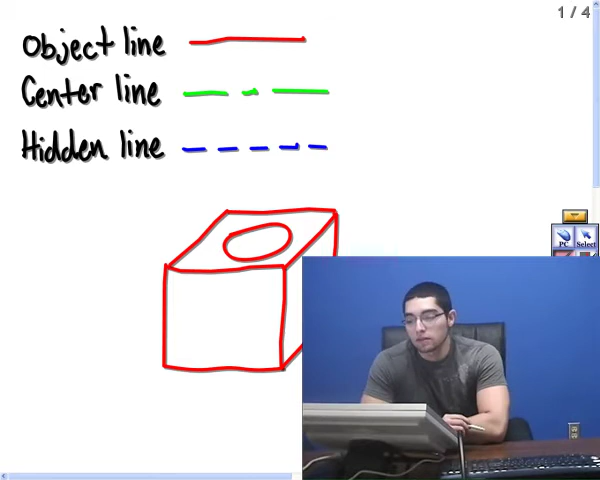 1 / 4
Object line
Center line
Hidden line
PC Select